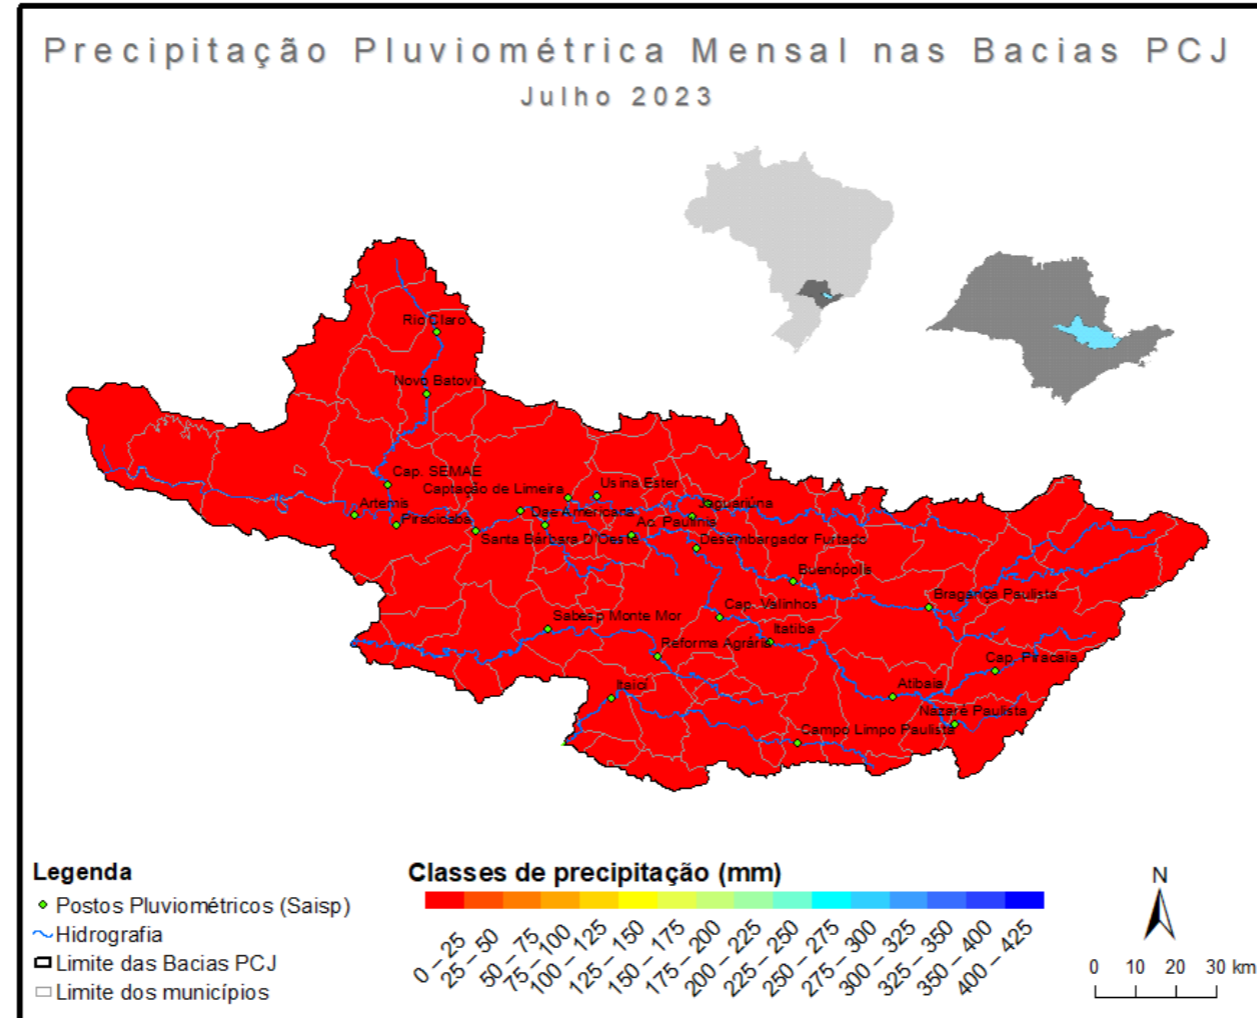 Precipitação Pluviométrica Mensal nas Bacias PCJ
Julho 2023
Rio Claro
Novo Batovi
Cap. SEMAE
Captação de Limeira
Usina Ester
Artemis
Piracicaba
Dae Americana
Jaguariúna
Ac. Paulínia
Santa Bárbara D'Oeste
Desembargador Furtado
Buenópolis
Bragança Paulista
Cap. Valinhos
Sabesp Monte Mor
Itatiba
Reforma Agrária
Cap. Piracaia
Itaici
Atibaia
Nazaré Paulista
Campo Limpo Paulista
Legenda
Postos Pluviométricos (Saisp)
Hidrografia
Limite das Bacias PCJ
Limite dos municípios
Classes de precipitação (mm)
0 – 25
25 – 50
50 – 75
75 – 100
100 – 125
125 – 150
150 – 175
175 – 200
200 – 225
225 – 250
250 – 275
275 – 300
300 – 325
325 – 350
350 – 400
400 – 425
N
0 10 20 30 km